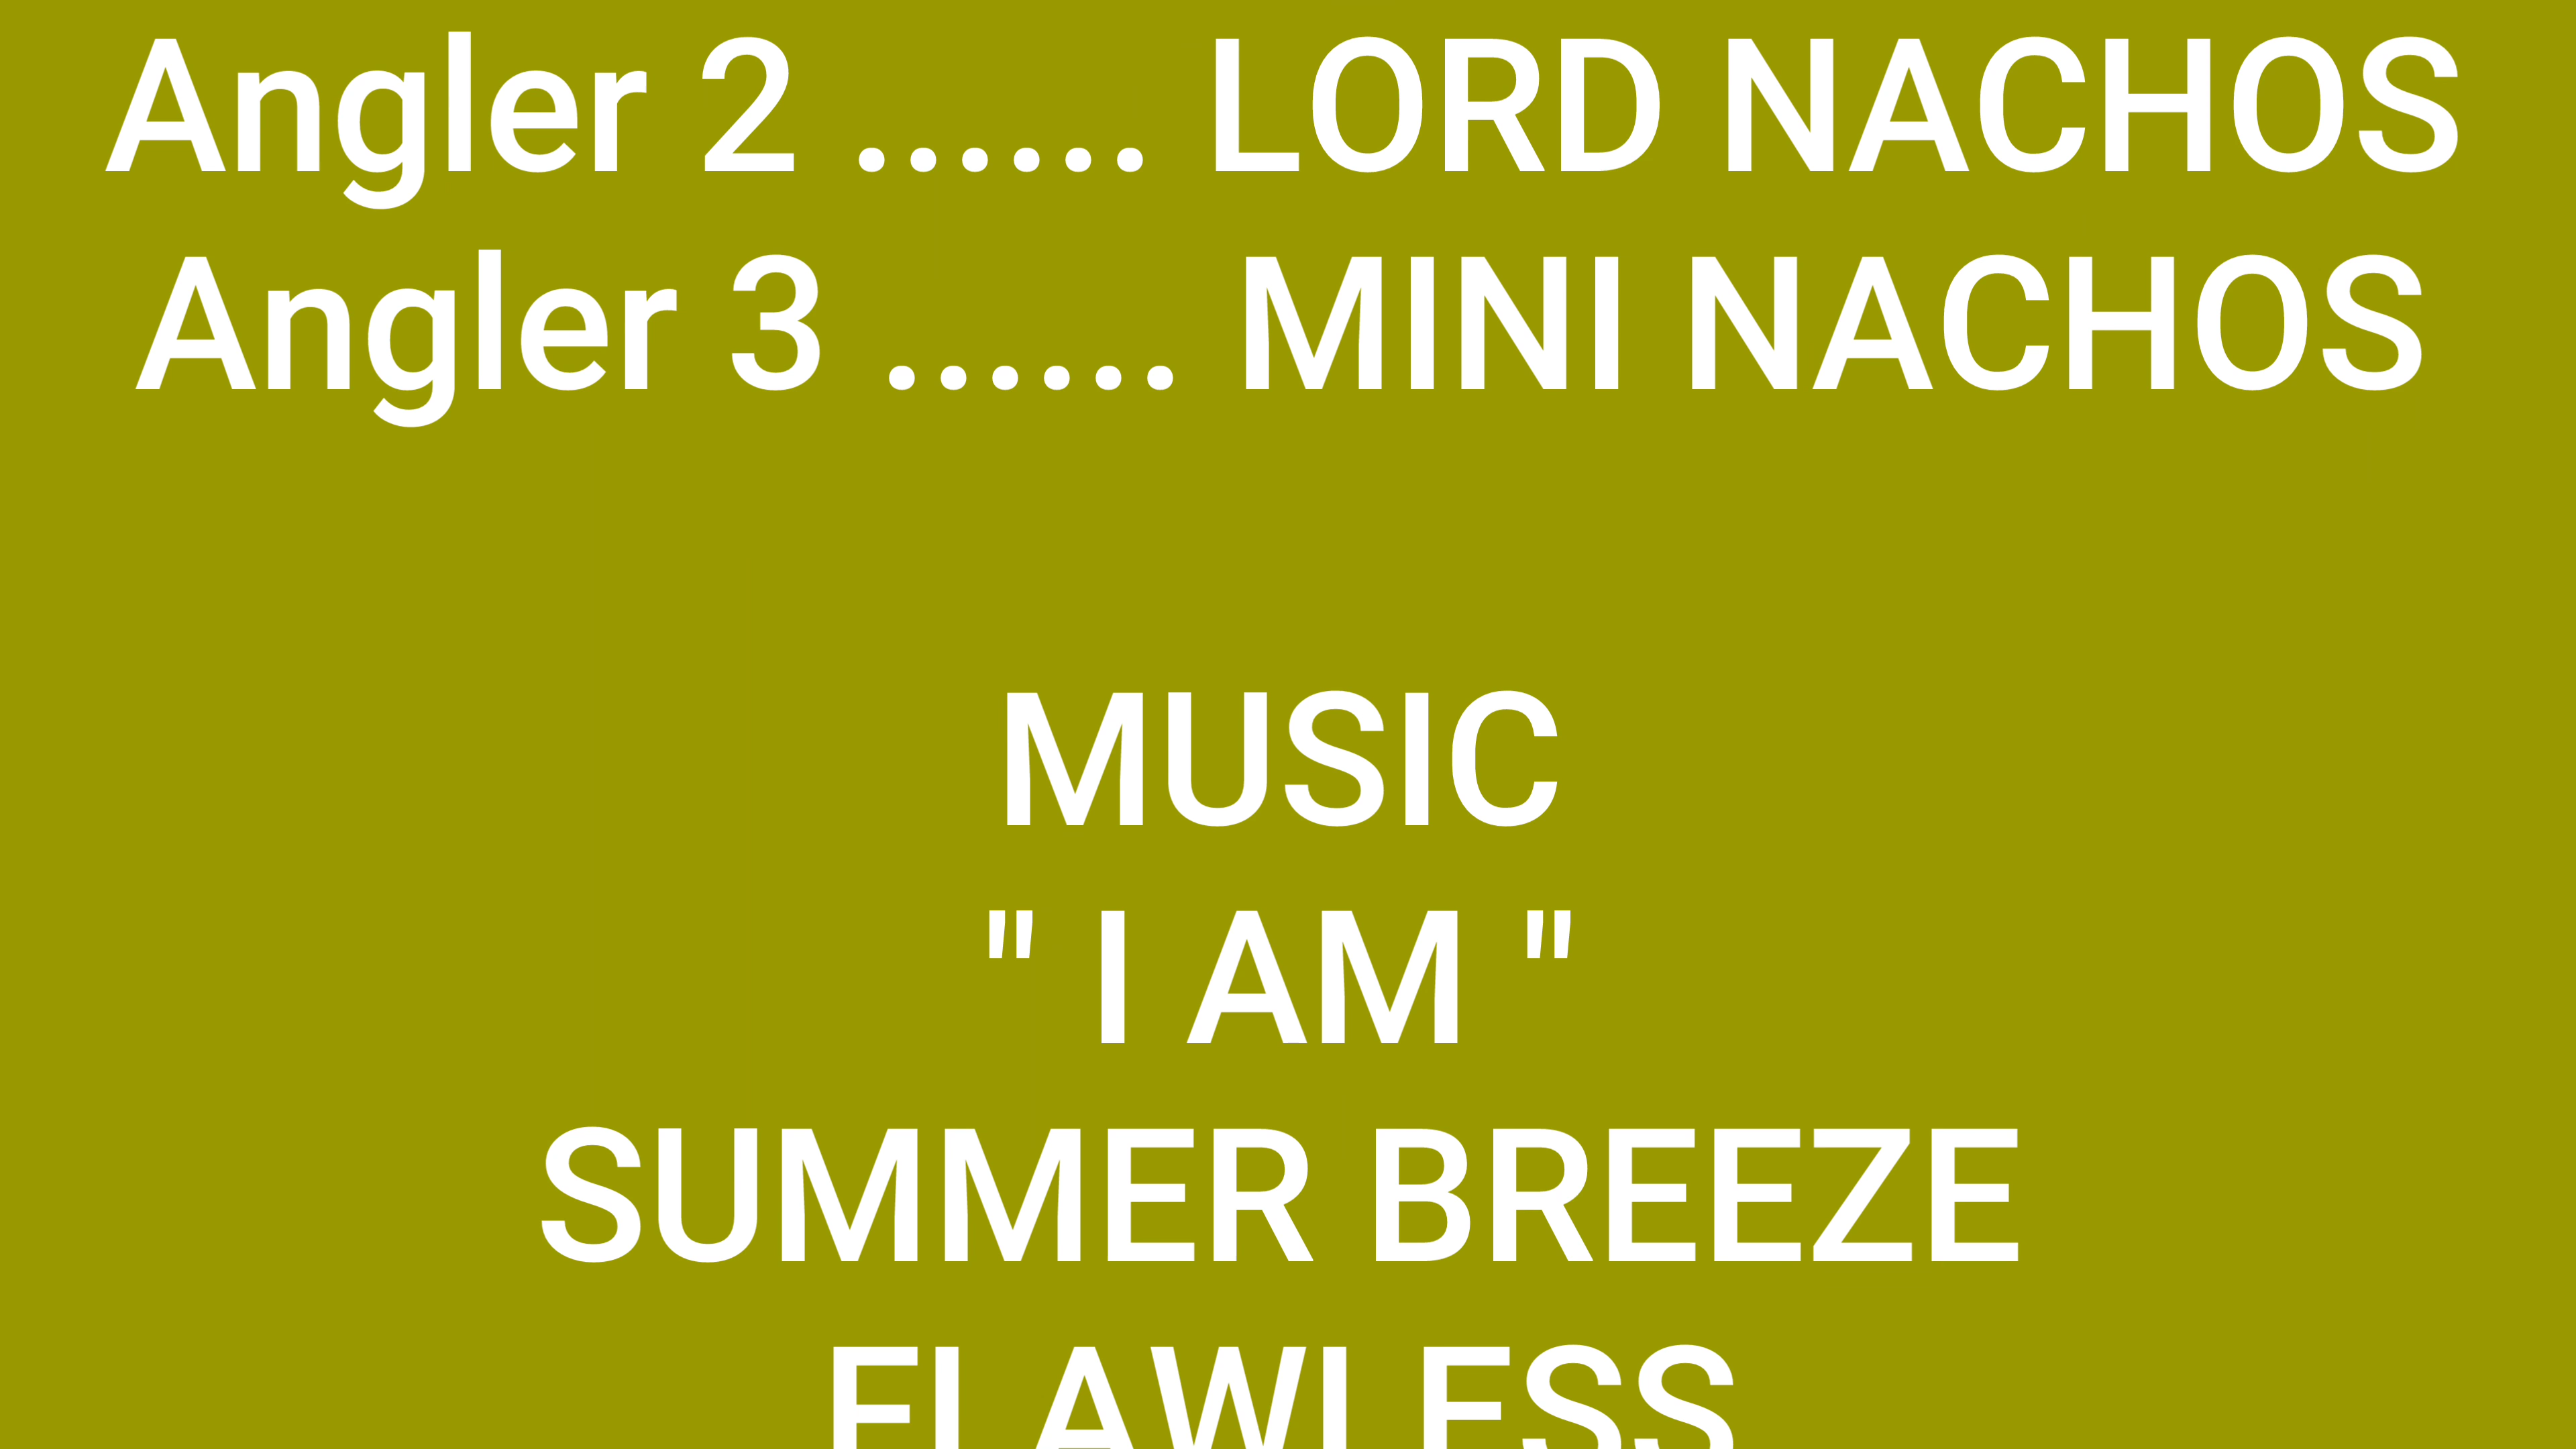 Angler 2 ...... LORD NACHOS
Angler 3 ...... MINI NACHOS
MUSIC
" I AM "
SUMMER BREEZE
FLAWLESS